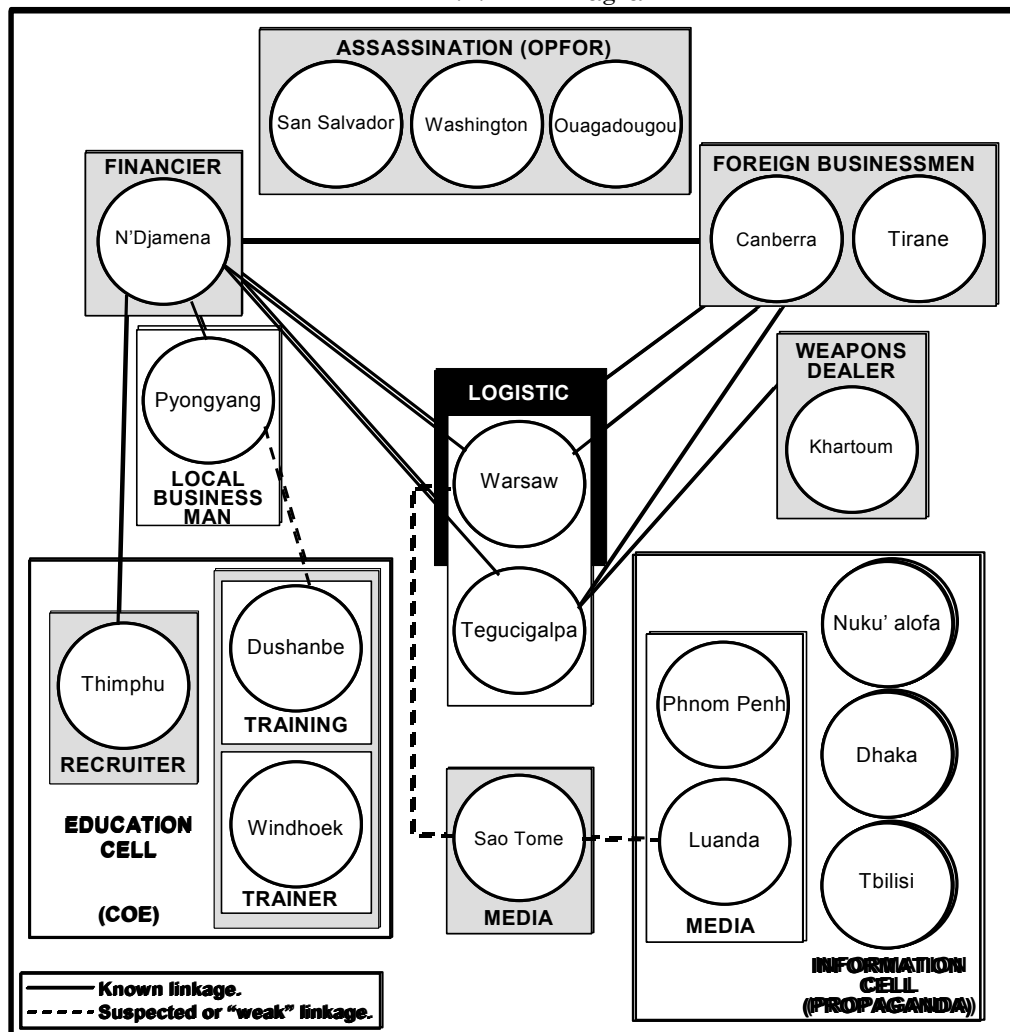 ASSASSINATION (OPFOR)
San Salvador
Washington
Ouagadougou
FINANCIER
N'Djamena
FOREIGN BUSINESSMEN
Canberra
Tirane
Pyongyang
LOCAL
BUSINESS
MAN
LOGISTIC
Warsaw
Tegucigalpa
WEAPONS
DEALER
Khartoum
Thimphu
RECRUITER
Dushanbe
TRAINING
Windhoek
TRAINER
EDUCATION
CELL
(COE)
Sao Tome
MEDIA
Phnom Penh
Luanda
MEDIA
Nuku' alofa
Dhaka
Tbilisi
INFORMATION
CELL
(PROPAGANDA)
Known linkage.
Suspected or “weak” linkage.